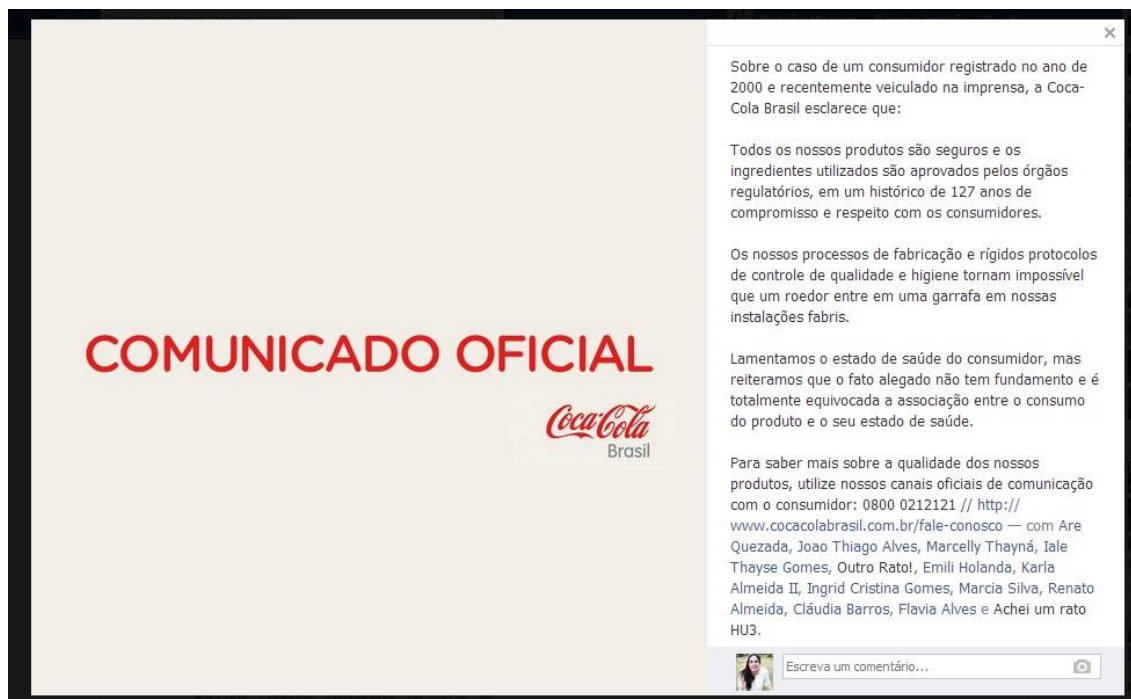 COMUNICADO OFICIAL
Coca-Cola
Brasil
×
Sobre o caso de um consumidor registrado no ano de
2000 e recentemente veiculado na imprensa, a Coca-
Cola Brasil esclarece que:
Todos os nossos produtos são seguros e os
ingredientes utilizados são aprovados pelos órgãos
regulatórios, em um histórico de 127 anos de
compromisso e respeito com os consumidores.
Os nossos processos de fabricação e rígidos protocolos
de controle de qualidade e higiene tornam impossível
que um roedor entre em uma garrafa em nossas
instalações fabris.
Lamentamos o estado de saúde do consumidor, mas
reiteramos que o fato alegado não tem fundamento e é
totalmente equivocada a associação entre o consumo
do produto e o seu estado de saúde.
Para saber mais sobre a qualidade dos nossos
produtos, utilize nossos canais oficiais de comunicação
com o consumidor: 0800 0212121 // http://
www.cocacolabrasil.com.br/fale-conosco — com Are
Quezada, Joao Thiago Alves, Marcelly Thayná, Iale
Thayse Gomes, Outro Rato!, Emili Holanda, Karla
Almeida II, Ingrid Cristina Gomes, Marcia Silva, Renato
Almeida, Cláudia Barros, Flavia Alves e Achei um rato
HU3.
Escreva um comentário...